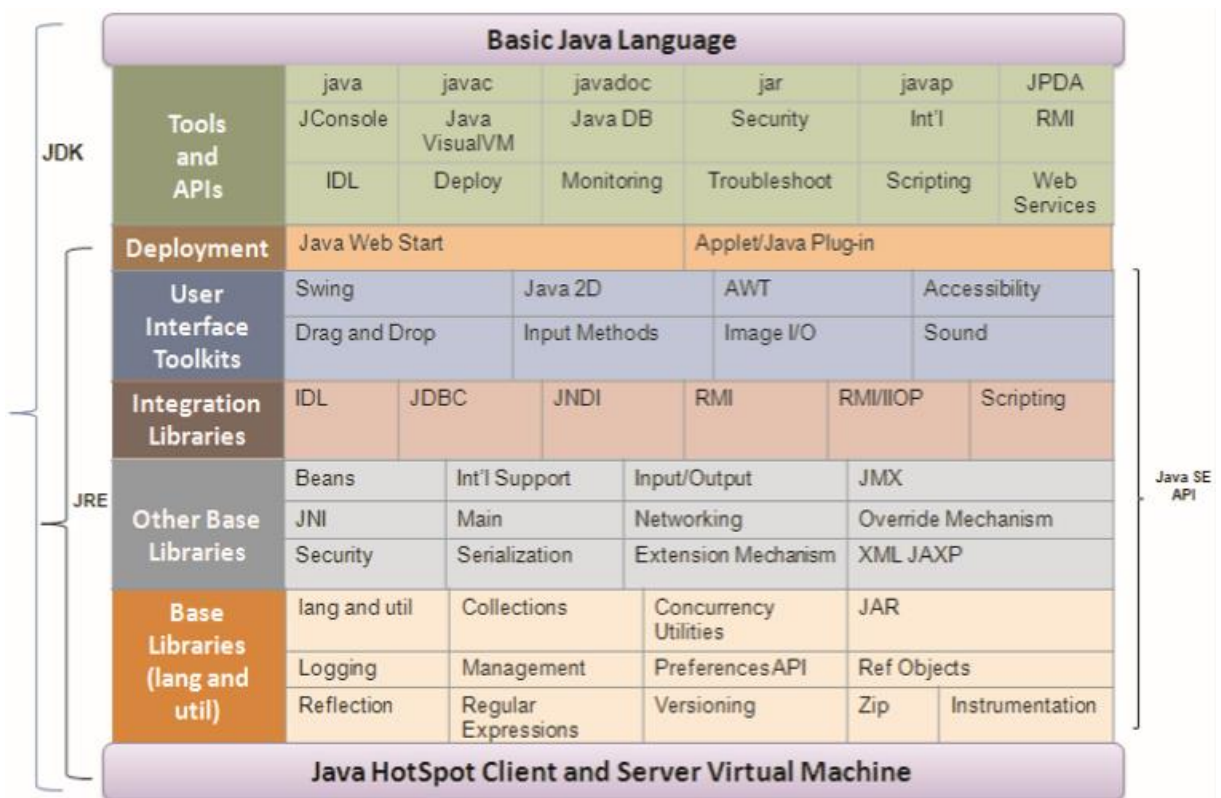 Basic Java Language
JDK
Tools
and
APIs
java javac javadoc jar javap JPDA
JConsole Java VisualVM Java DB Security Int'l RMI
IDL Deploy Monitoring Troubleshoot Scripting Web Services
Deployment
Java Web Start Applet/Java Plug-in
User
Interface
Toolkits
Swing Java 2D AWT Accessibility
Drag and Drop Input Methods Image I/O Sound
Integration
Libraries
IDL JDBC JNDI RMI RMI/IIOP Scripting
JRE
Other Base
Libraries
Beans Int'l Support Input/Output JMX
JNI Main Networking Override Mechanism
Security Serialization Extension Mechanism XML JAXP
Java SE
API
Base
Libraries
(lang and
util)
lang and util Collections Concurrency Utilities JAR
Logging Management Preferences API Ref Objects
Reflection Regular Expressions Versioning Zip Instrumentation
Java HotSpot Client and Server Virtual Machine